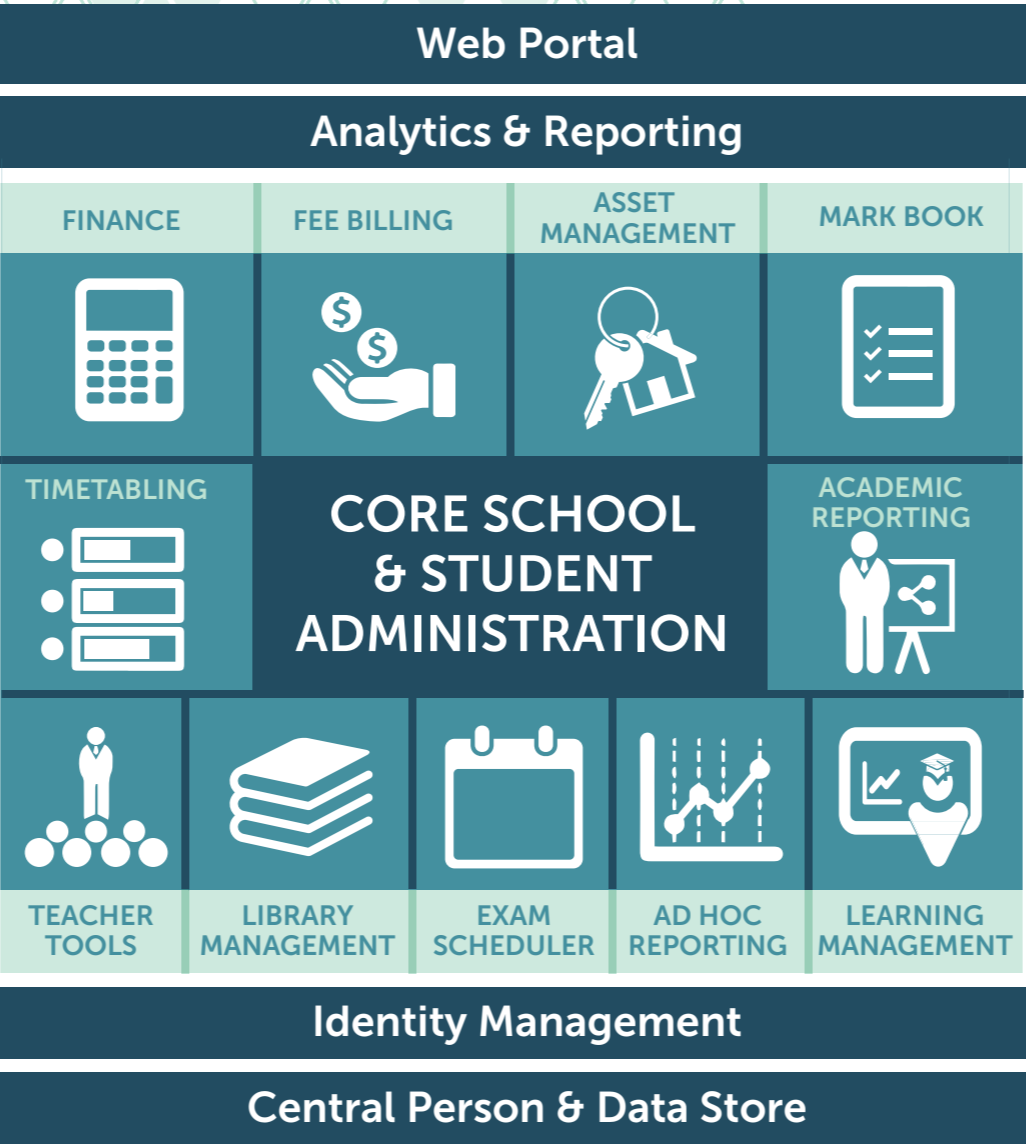 Web Portal
Analytics & Reporting
FINANCE
FEE BILLING
ASSET
MANAGEMENT
MARK BOOK
$
$
TIMETABLING
CORE SCHOOL
& STUDENT
ADMINISTRATION
ACADEMIC
REPORTING
TEACHER
TOOLS
LIBRARY
MANAGEMENT
EXAM
SCHEDULER
AD HOC
REPORTING
LEARNING
MANAGEMENT
Identity Management
Central Person & Data Store